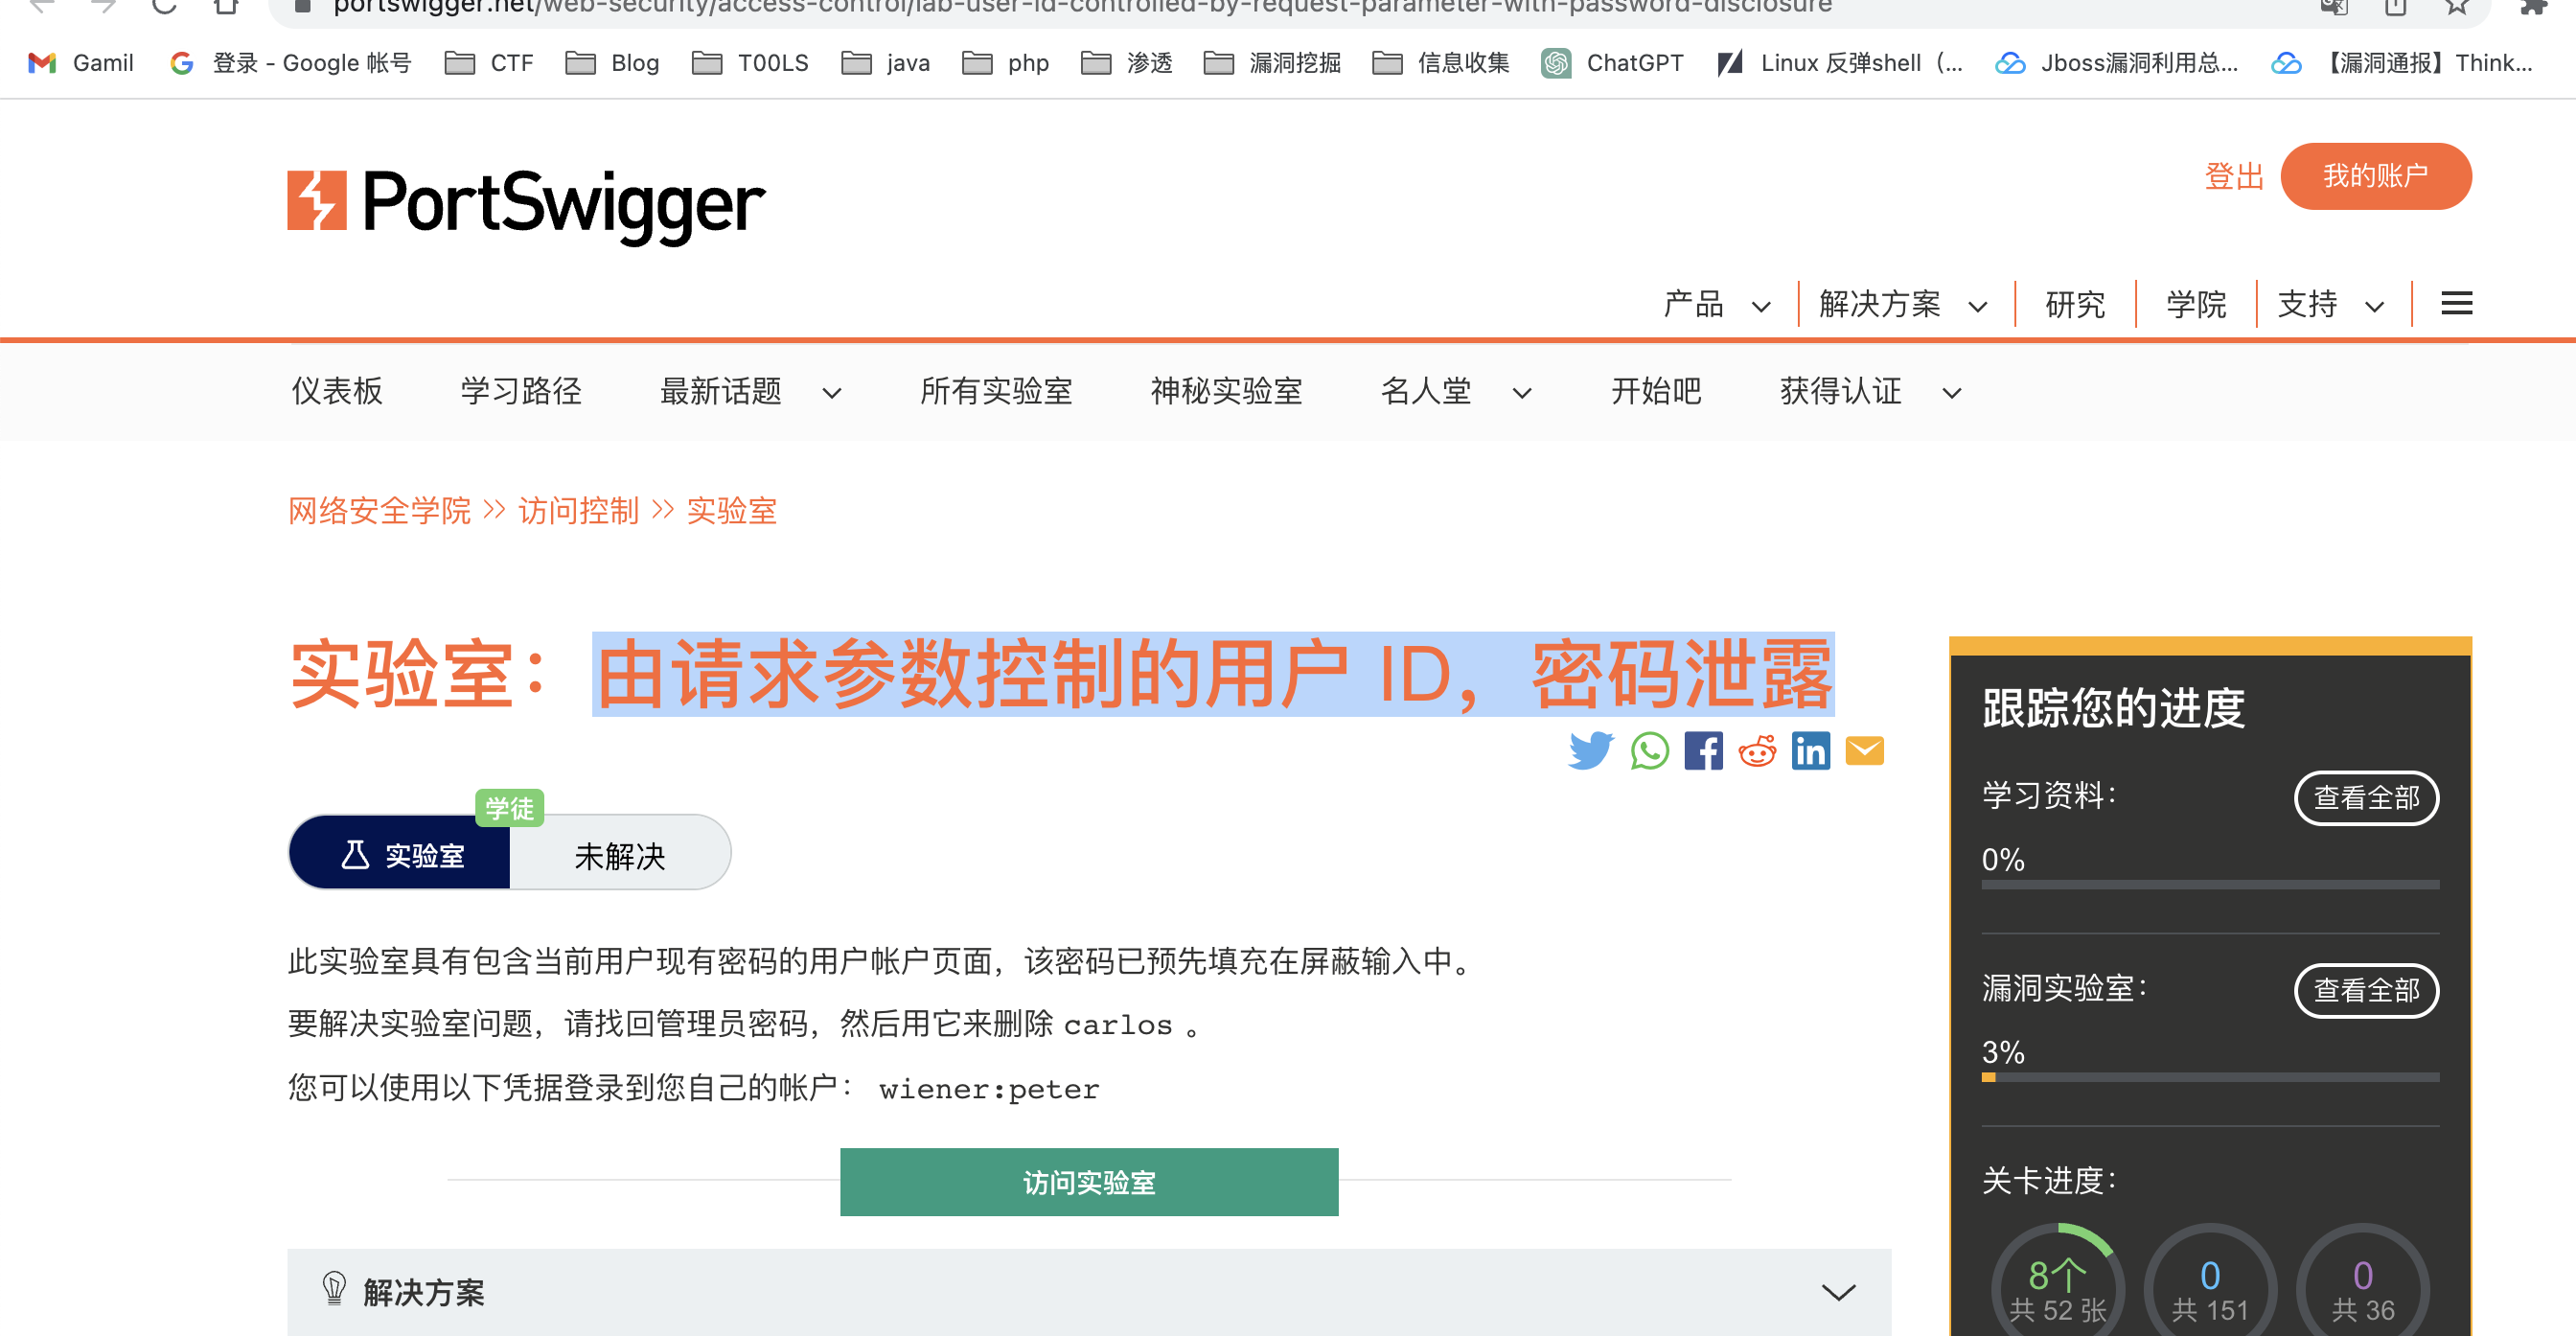 portswigger.net/web-security/access-control/lab-user-id-controlled-by-request-parameter-with-password-disclosure
Gamil 登录 - Google 帐号 CTF Blog T00LS java php 渗透 漏洞挖掘 信息收集 ChatGPT Linux 反弹shell（... Jboss漏洞利用总... 【漏洞通报】Think...
PortSwigger
登出 我的账户
产品 解决方案 研究 学院 支持
仪表板 学习路径 最新话题 所有实验室 神秘实验室 名人堂 开始吧 获得认证
网络安全学院 >> 访问控制 >> 实验室
实验室：由请求参数控制的用户 ID，密码泄露
学徒
实验室 未解决
此实验室具有包含当前用户现有密码的用户帐户页面，该密码已预先填充在屏蔽输入中。
要解决实验室问题，请找回管理员密码，然后用它来删除 carlos 。
您可以使用以下凭据登录到您自己的帐户： wiener:peter
访问实验室
解决方案
跟踪您的进度
学习资料： 查看全部
0%
漏洞实验室： 查看全部
3%
关卡进度：
8个 0 0
共 52 张 共 151 共 36